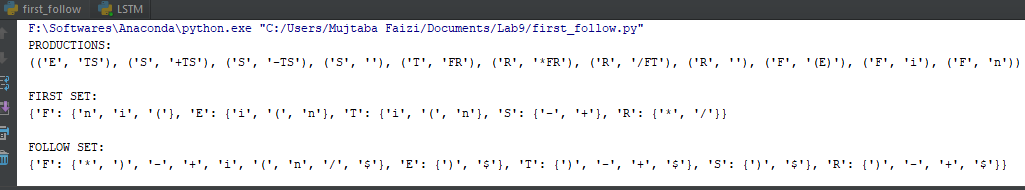 first_follow LSTM
F:\Softwares\Anaconda\python.exe "C:/Users/Mujtaba Faizi/Documents/Lab9/first_follow.py"
PRODUCTIONS:
(('E', 'TS'), ('S', '+TS'), ('S', '-TS'), ('S', ''), ('T', 'FR'), ('R', '*FR'), ('R', '/FT'), ('R', ''), ('F', '(E)'), ('F', 'i'), ('F', 'n'))
FIRST SET:
{'F': {'n', 'i', '('}, 'E': {'i', '(', 'n'}, 'T': {'i', '(', 'n'}, 'S': {'-', '+'}, 'R': {'*', '/'}}
FOLLOW SET:
{'F': {'*', ')', '-', '+', 'i', '(', 'n', '/', '$'}, 'E': {')', '$'}, 'T': {')', '-', '+', '$'}, 'S': {')', '$'}, 'R': {')', '-', '+', '$'}}